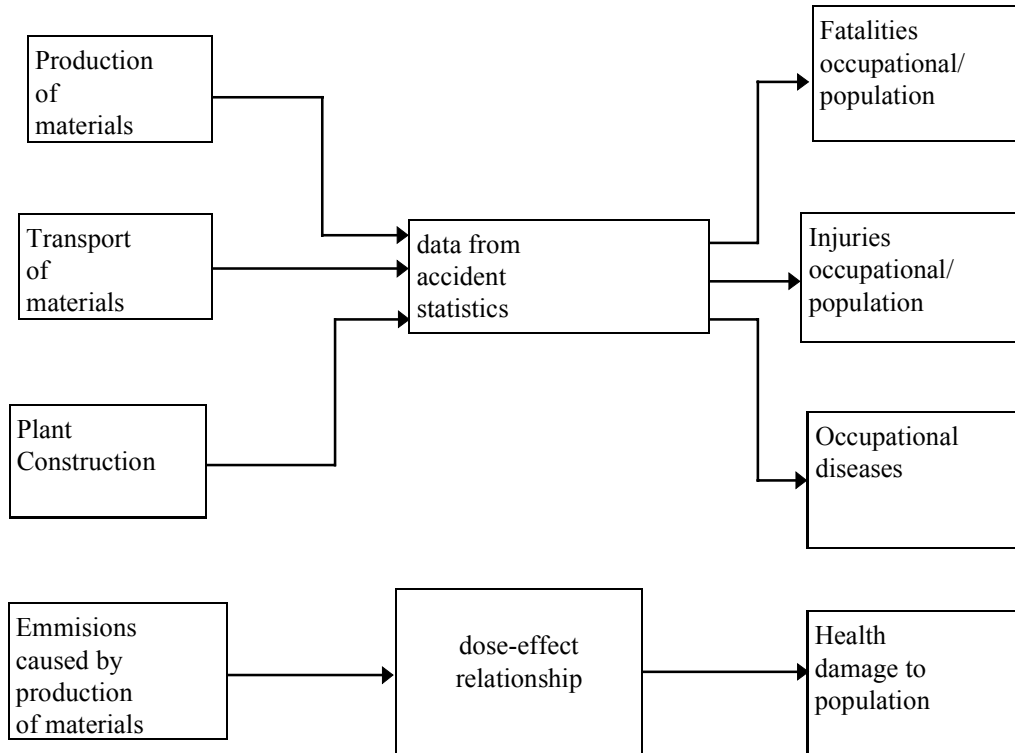 Production
of
materials
Transport
of
materials
Plant
Construction
data from
accident
statistics
Fatalities
occupational/
population
Injuries
occupational/
population
Occupational
diseases
Emmisions
caused by
production
of materials
dose-effect
relationship
Health
damage to
population